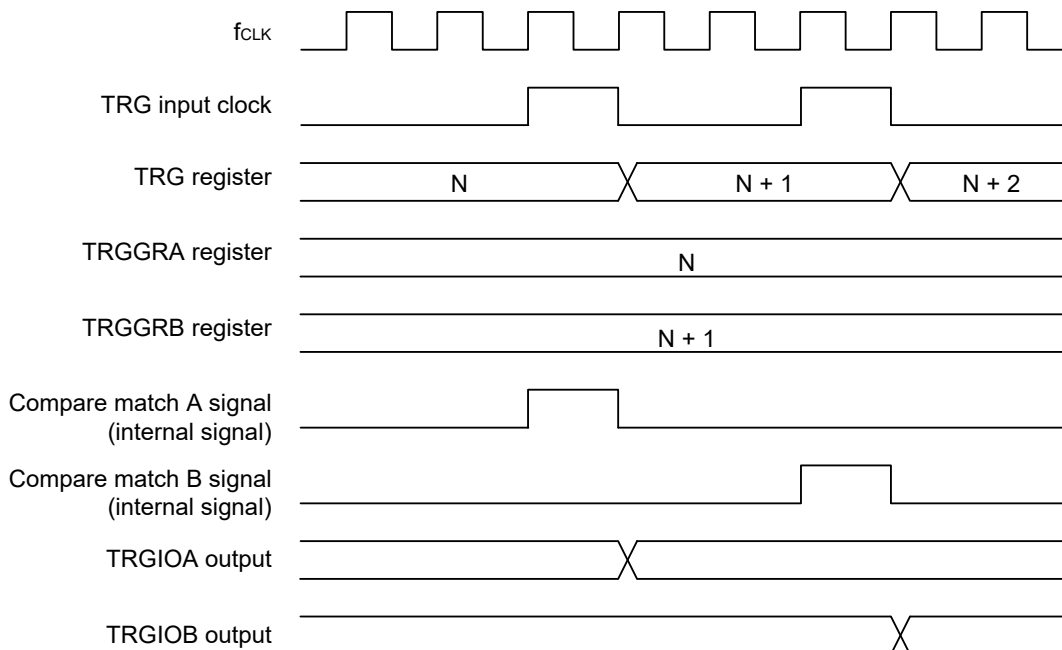 fCLK
TRG input clock
TRG register
N
N + 1
N + 2
TRGGRA register
N
TRGGRB register
N + 1
Compare match A signal
(internal signal)
Compare match B signal
(internal signal)
TRGIOA output
TRGIOB output